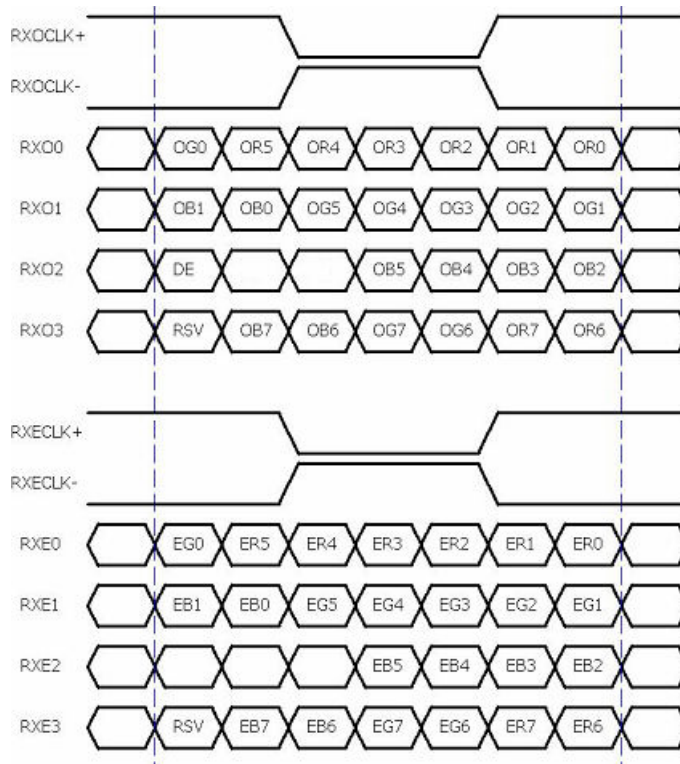 RXOCLK+
RXOCLK-
RXO0 OG0 OR5 OR4 OR3 OR2 OR1 OR0
RXO1 OB1 OB0 OG5 OG4 OG3 OG2 OG1
RXO2 DE OB5 OB4 OB3 OB2
RXO3 RSV OB7 OB6 OG7 OG6 OR7 OR6
RXECLK+
RXECLK-
RXE0 EG0 ER5 ER4 ER3 ER2 ER1 ER0
RXE1 EB1 EB0 EG5 EG4 EG3 EG2 EG1
RXE2 EB5 EB4 EB3 EB2
RXE3 RSV EB7 EB6 EG7 EG6 ER7 ER6